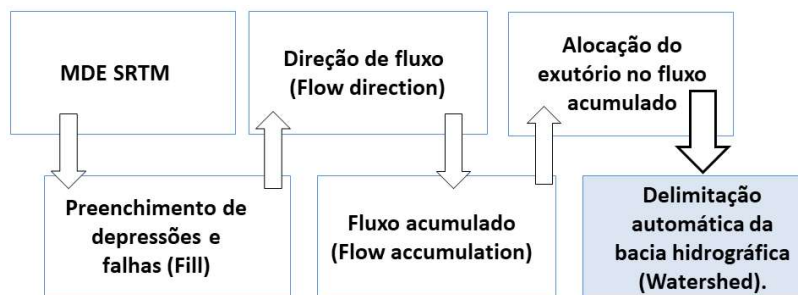 MDE SRTM
Preenchimento de
depressões e
falhas (Fill)
Direção de fluxo
(Flow direction)
Fluxo acumulado
(Flow accumulation)
Alocação do
exutório no fluxo
acumulado
Delimitação
automática da
bacia hidrográfica
(Watershed).